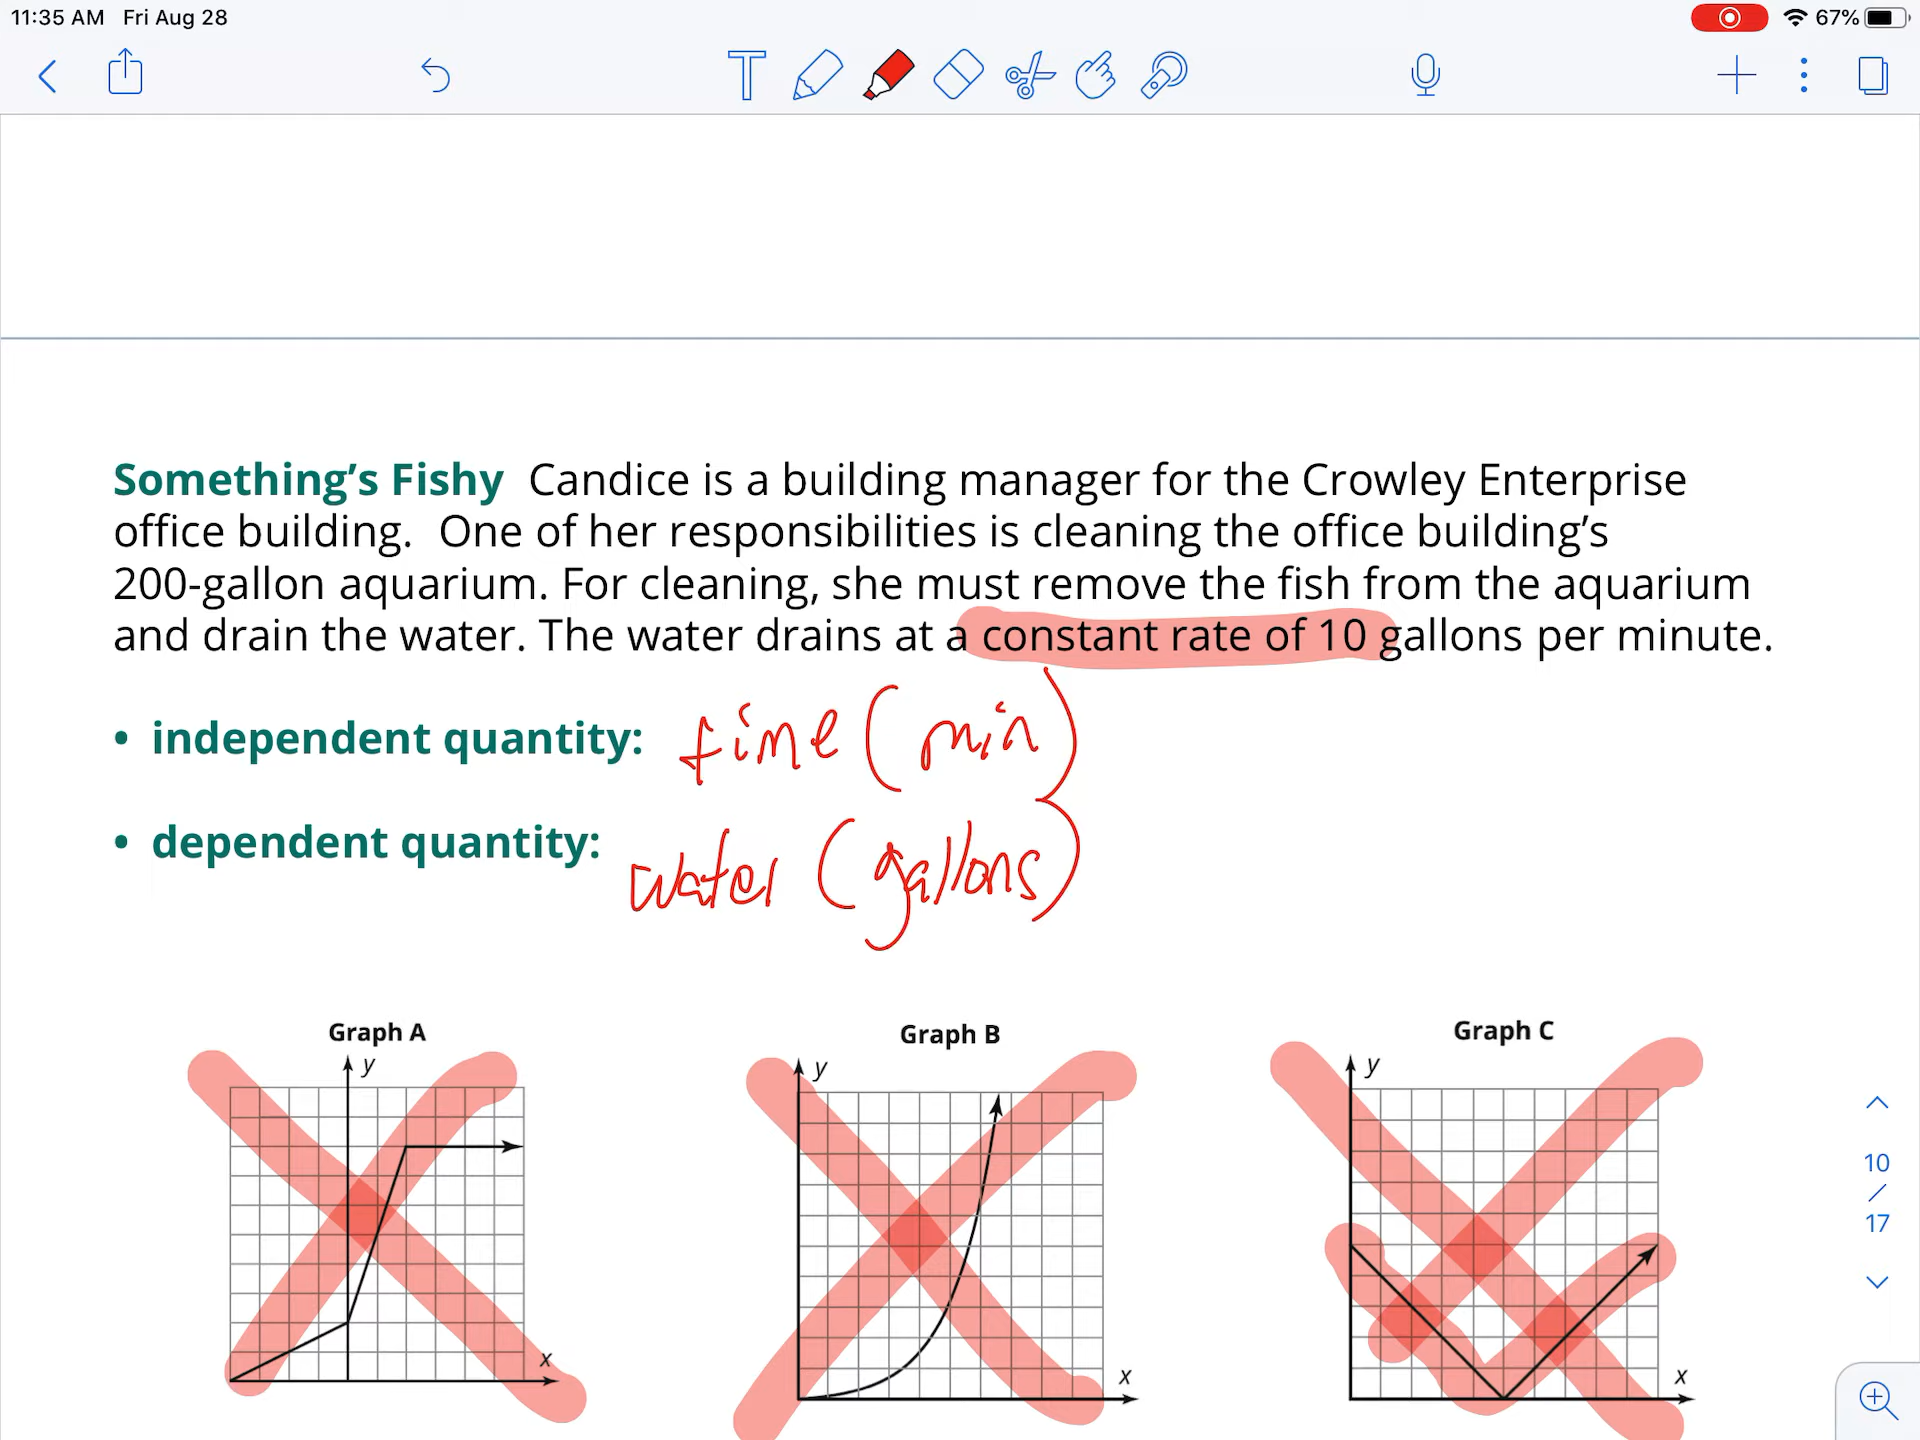 11:35 AM Fri Aug 28 67%
T
Something's Fishy Candice is a building manager for the Crowley Enterprise
office building. One of her responsibilities is cleaning the office building's
200-gallon aquarium. For cleaning, she must remove the fish from the aquarium
and drain the water. The water drains at a constant rate of 10 gallons per minute.
• independent quantity: time (min)
• dependent quantity: water (gallons)
Graph A
y
x
Graph B
y
x
Graph C
y
x
10
/
17